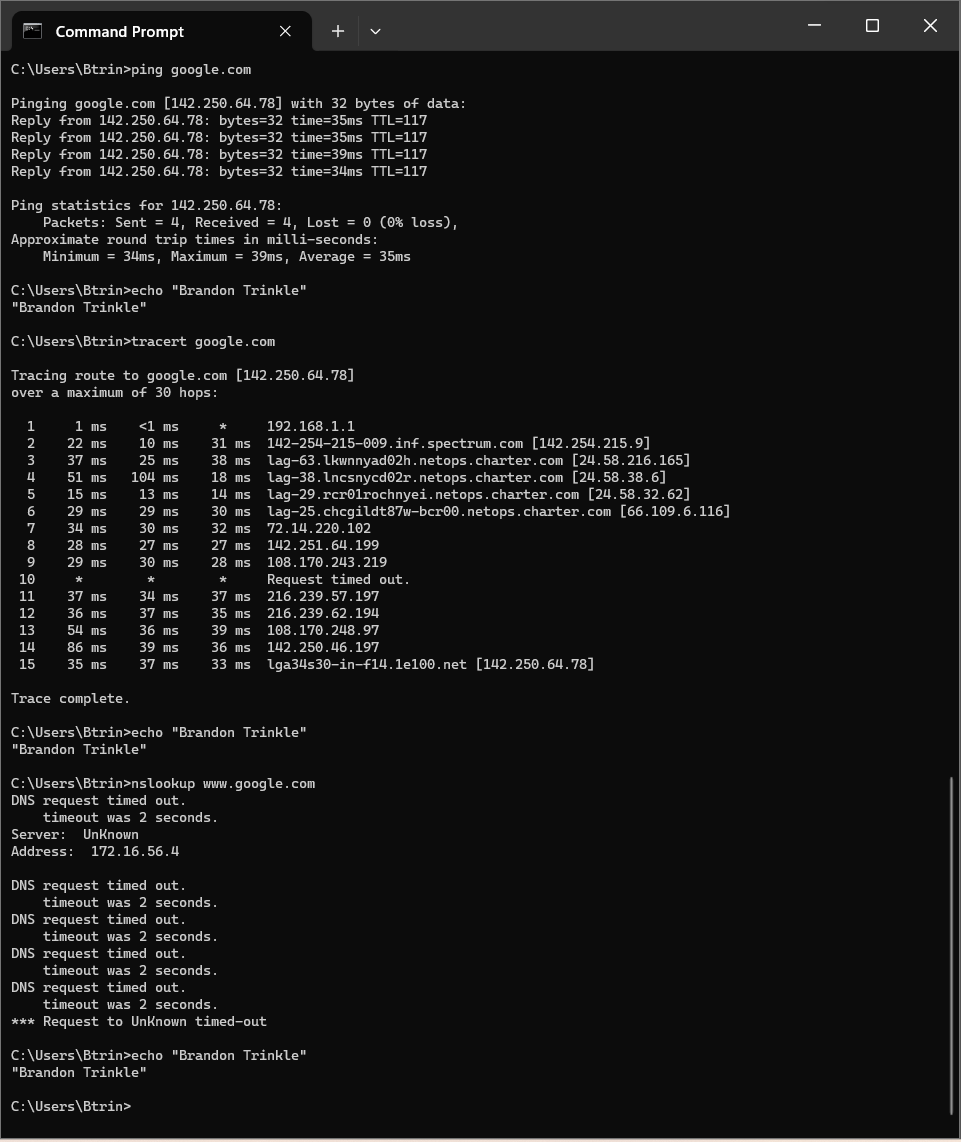 Command Prompt
C:\Users\Btrin>ping google.com
Pinging google.com [142.250.64.78] with 32 bytes of data:
Reply from 142.250.64.78: bytes=32 time=35ms TTL=117
Reply from 142.250.64.78: bytes=32 time=35ms TTL=117
Reply from 142.250.64.78: bytes=32 time=39ms TTL=117
Reply from 142.250.64.78: bytes=32 time=34ms TTL=117
Ping statistics for 142.250.64.78:
    Packets: Sent = 4, Received = 4, Lost = 0 (0% loss),
Approximate round trip times in milli-seconds:
    Minimum = 34ms, Maximum = 39ms, Average = 35ms
C:\Users\Btrin>echo "Brandon Trinkle"
"Brandon Trinkle"
C:\Users\Btrin>tracert google.com
Tracing route to google.com [142.250.64.78]
over a maximum of 30 hops:
  1     1 ms    <1 ms     *     192.168.1.1
  2    22 ms    10 ms    31 ms  142-254-215-009.inf.spectrum.com [142.254.215.9]
  3    37 ms    25 ms    38 ms  lag-63.lkwnnyad02h.netops.charter.com [24.58.216.165]
  4    51 ms   104 ms    18 ms  lag-38.lncsnycd02r.netops.charter.com [24.58.38.6]
  5    15 ms    13 ms    14 ms  lag-29.rcr01rochnyei.netops.charter.com [24.58.32.62]
  6    29 ms    29 ms    30 ms  lag-25.chcgildt87w-bcr00.netops.charter.com [66.109.6.116]
  7    34 ms    30 ms    32 ms  72.14.220.102
  8    28 ms    27 ms    27 ms  142.251.64.199
  9    29 ms    30 ms    28 ms  108.170.243.219
 10     *        *        *     Request timed out.
 11    37 ms    34 ms    37 ms  216.239.57.197
 12    36 ms    37 ms    35 ms  216.239.62.194
 13    54 ms    36 ms    39 ms  108.170.248.97
 14    86 ms    39 ms    36 ms  142.250.46.197
 15    35 ms    37 ms    33 ms  lga34s30-in-f14.1e100.net [142.250.64.78]
Trace complete.
C:\Users\Btrin>echo "Brandon Trinkle"
"Brandon Trinkle"
C:\Users\Btrin>nslookup www.google.com
DNS request timed out.
    timeout was 2 seconds.
Server:  UnKnown
Address:  172.16.56.4
DNS request timed out.
    timeout was 2 seconds.
DNS request timed out.
    timeout was 2 seconds.
DNS request timed out.
    timeout was 2 seconds.
DNS request timed out.
    timeout was 2 seconds.
*** Request to UnKnown timed-out
C:\Users\Btrin>echo "Brandon Trinkle"
"Brandon Trinkle"
C:\Users\Btrin>